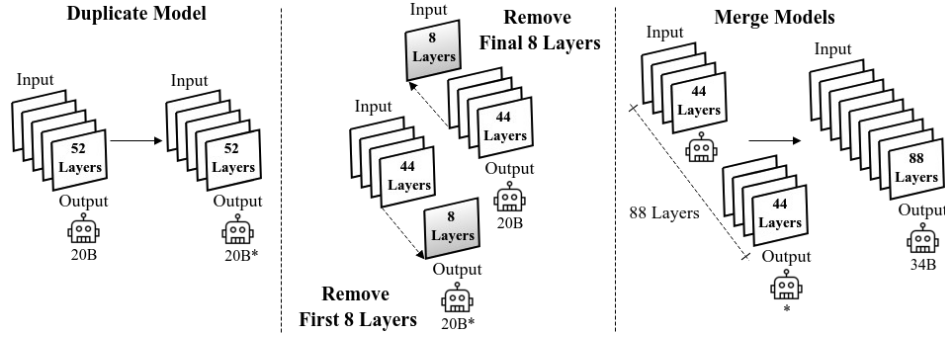 Duplicate Model
Input
52
Layers
Output
20B
Input
52
Layers
Output
20B*
Remove
Final 8 Layers
Input
8
Layers
44
Layers
Output
20B
Input
44
Layers
8
Layers
Output
20B*
Remove
First 8 Layers
Merge Models
Input
44
Layers
88 Layers
44
Layers
Output
*
Input
88
Layers
Output
34B